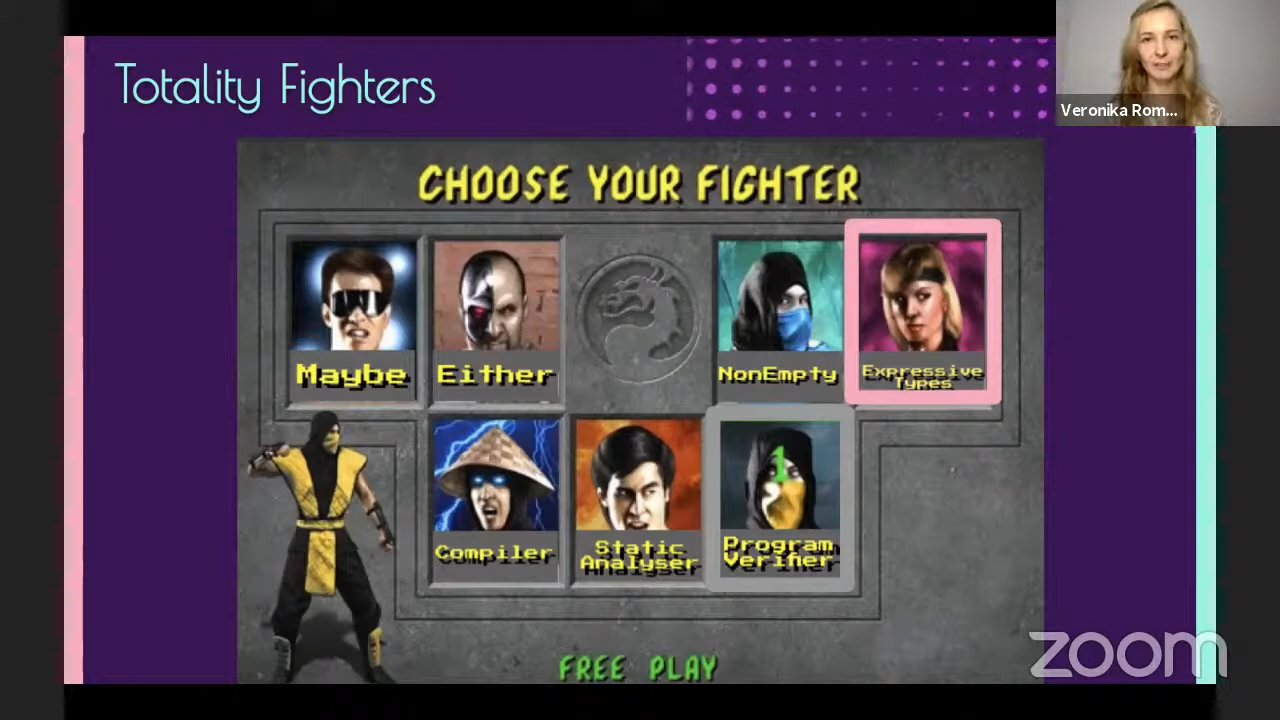 Totality Fighters
Veronika Rom...
CHOOSE YOUR FIGHTER
Maybe
Either
NonEmpty
Expressive
Types
1
Compiler
Static
Analyser
Program
Verifier
FREE PLAY
zoom